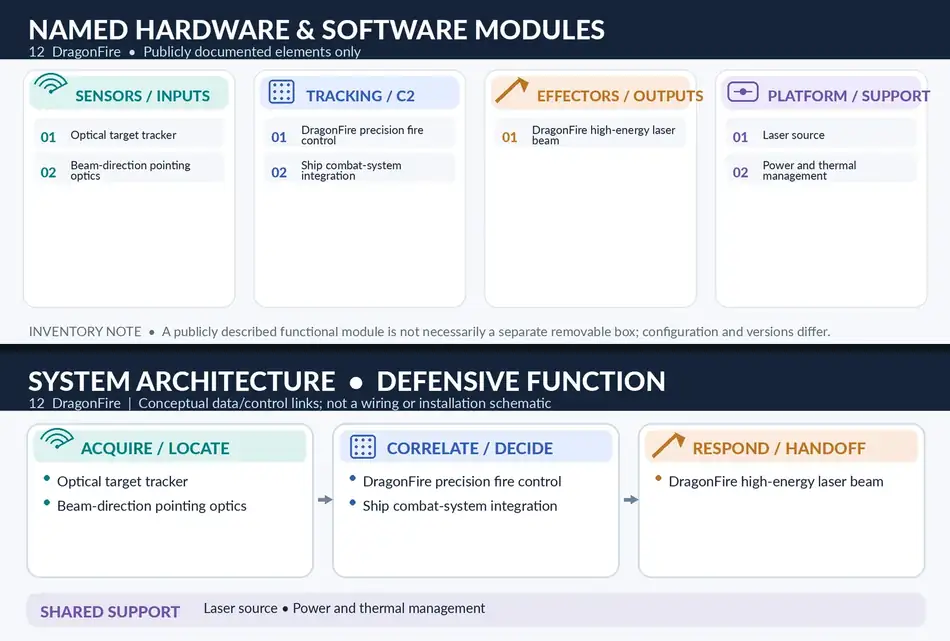 NAMED HARDWARE & SOFTWARE MODULES
12 DragonFire • Publicly documented elements only
SENSORS / INPUTS
01 Optical target tracker
02 Beam-direction pointing
optics
TRACKING / C2
01 DragonFire precision fire
control
02 Ship combat-system
integration
EFFECTORS / OUTPUTS
01 DragonFire high-energy laser
beam
PLATFORM / SUPPORT
01 Laser source
02 Power and thermal
management
INVENTORY NOTE • A publicly described functional module is not necessarily a separate removable box; configuration and versions differ.
SYSTEM ARCHITECTURE • DEFENSIVE FUNCTION
12 DragonFire | Conceptual data/control links; not a wiring or installation schematic
ACQUIRE / LOCATE
• Optical target tracker
• Beam-direction pointing optics
CORRELATE / DECIDE
• DragonFire precision fire control
• Ship combat-system integration
RESPOND / HANDOFF
• DragonFire high-energy laser beam
SHARED SUPPORT Laser source • Power and thermal management